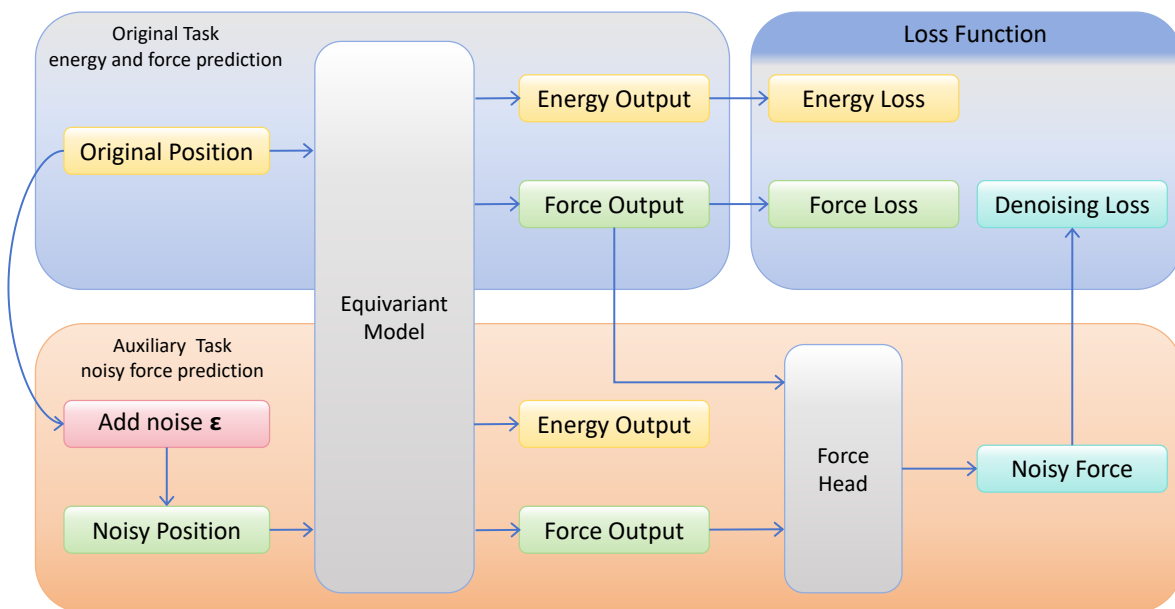 Original Task
energy and force prediction
Loss Function
Energy Output
Energy Loss
Original Position
Force Output
Force Loss
Denoising Loss
Equivariant
Model
Auxiliary Task
noisy force prediction
Add noise ε
Energy Output
Force
Head
Noisy Force
Noisy Position
Force Output